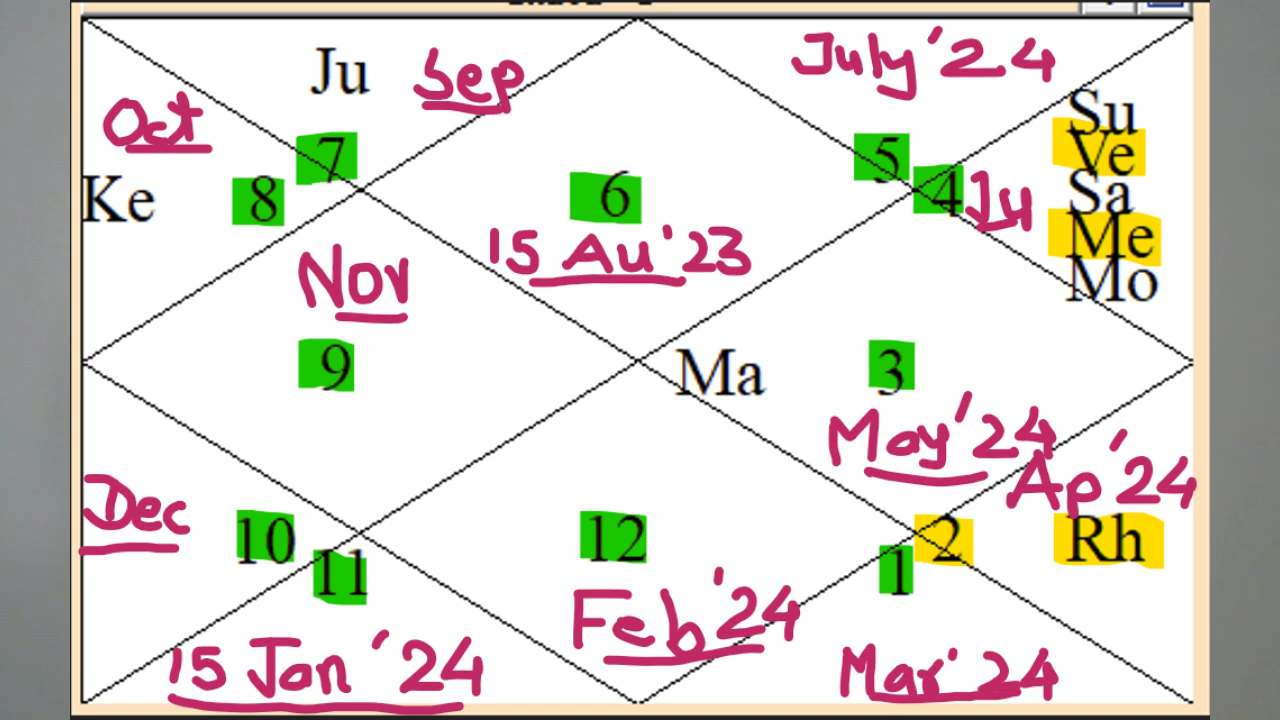 Ju
Sep
July '24
Oct
Su
Ve
Sa
Me
Mo
7
5
4
Ju
Ke
8
6
15 Au '23
Nov
9
Ma
3
May '24
Ap '24
Dec
10
11
12
2
Rh
1
Feb '24
15 Jan '24
Mar '24